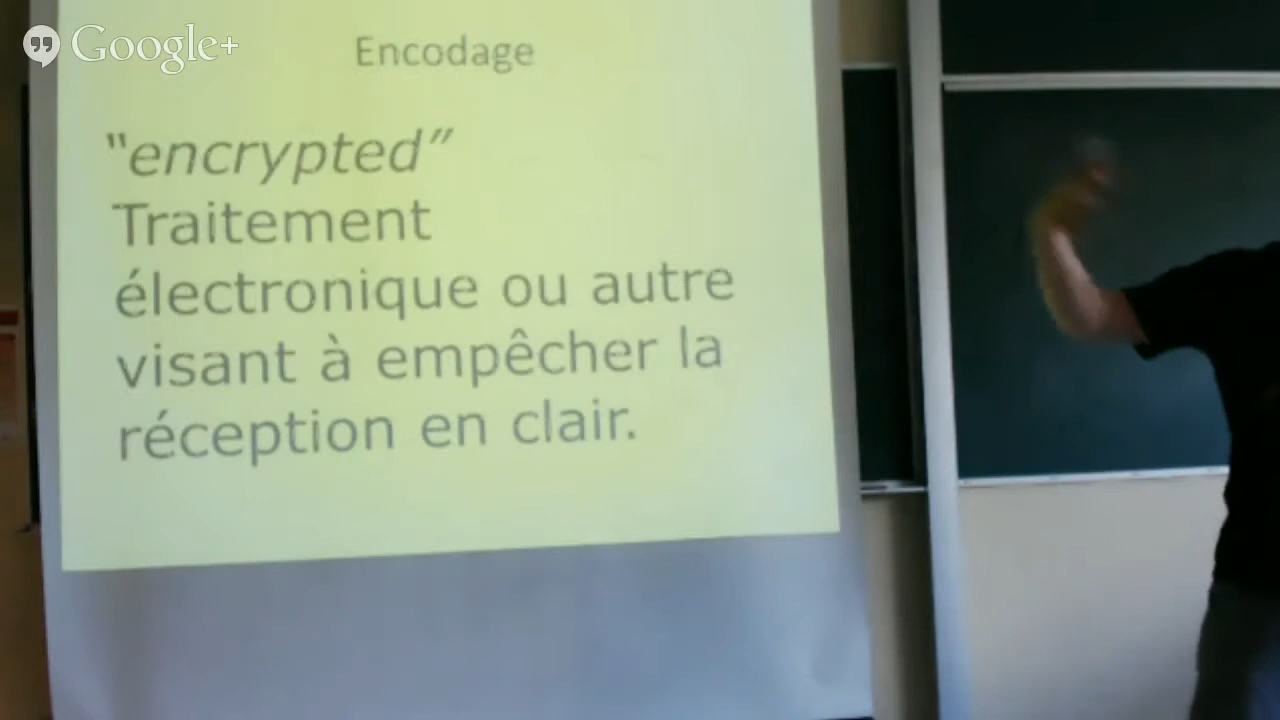 Google+
Encodage
"encrypted”
Traitement
électronique ou autre
visant à empêcher la
réception en clair.